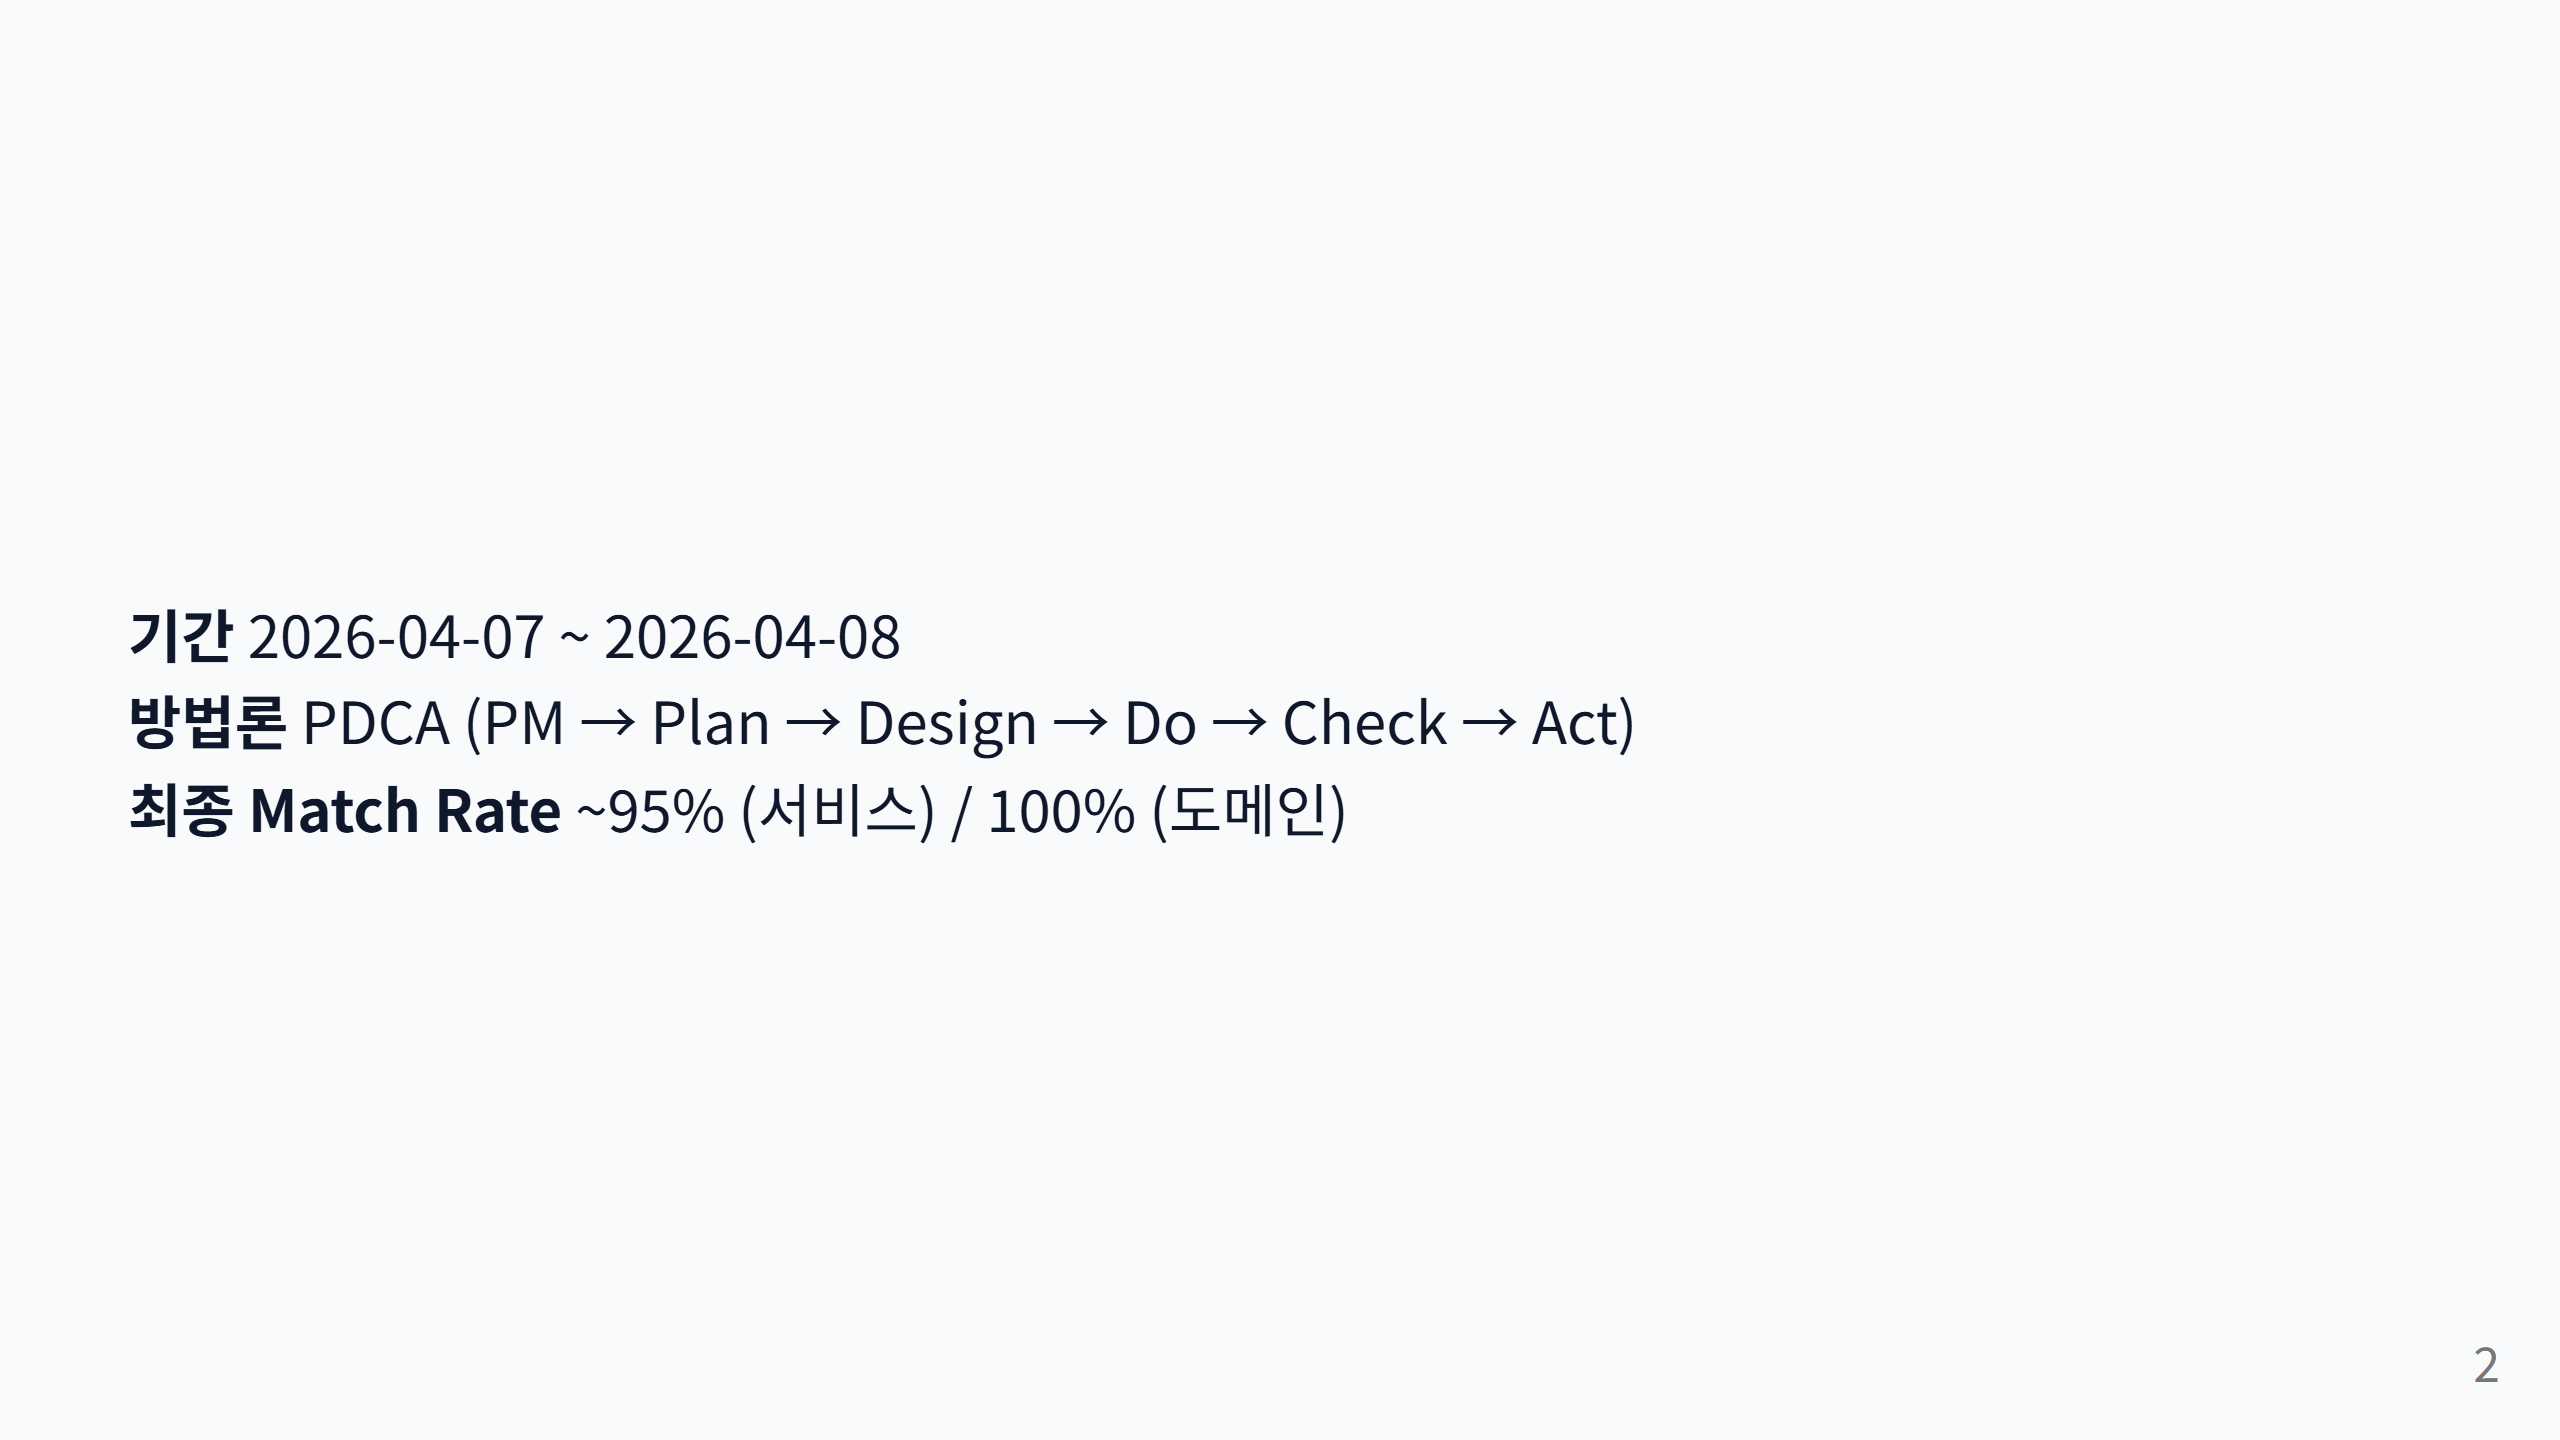 기간 2026-04-07 ~ 2026-04-08
방법론 PDCA (PM → Plan → Design → Do → Check → Act)
최종 Match Rate ~95% (서비스) / 100% (도메인)
2